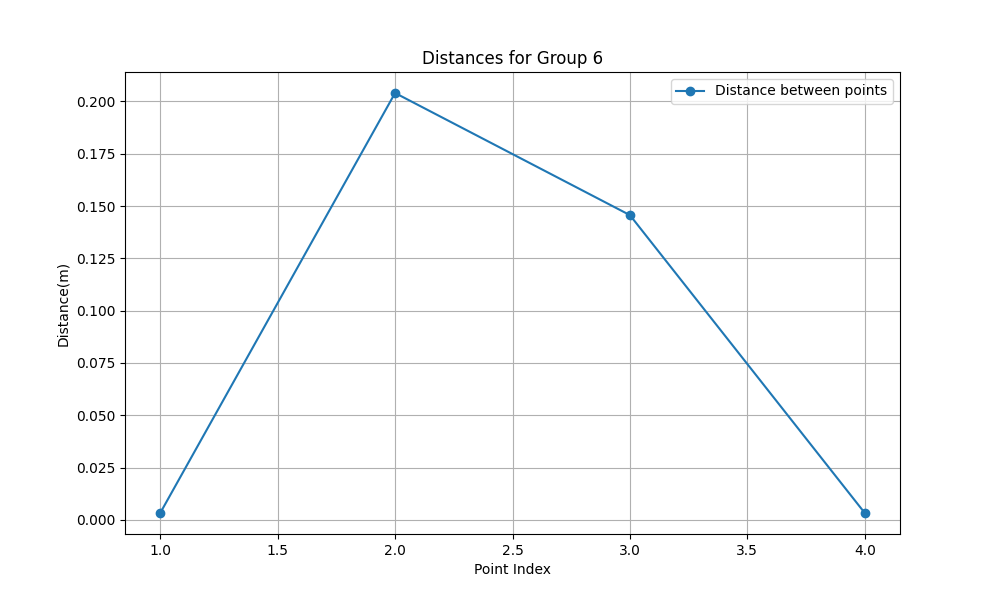 Distances for Group 6
Distance between points
0.200
0.175
0.150
0.125
0.100
0.075
0.050
0.025
0.000
Distance(m)
1.0 1.5 2.0 2.5 3.0 3.5 4.0
Point Index